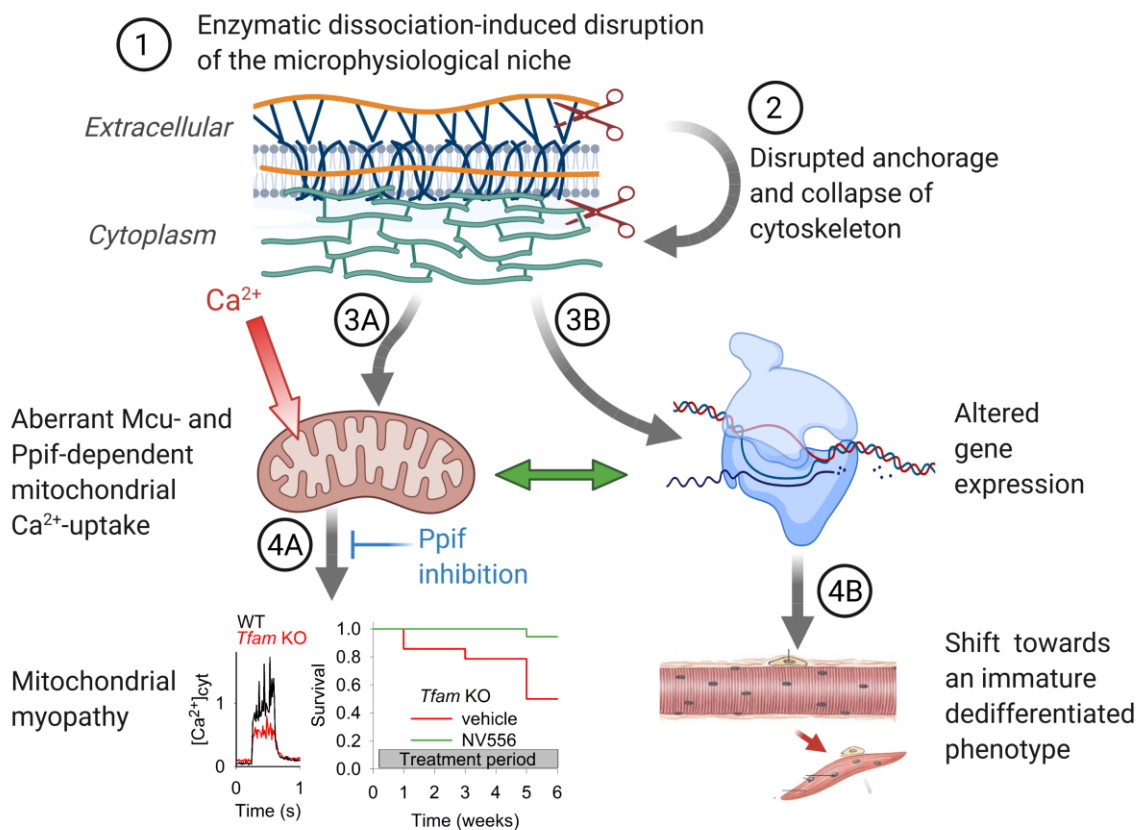 1
Enzymatic dissociation-induced disruption
of the microphysiological niche
Extracellular
Cytoplasm
2
Disrupted anchorage
and collapse of
cytoskeleton
Ca²⁺
3A
3B
Aberrant Mcu- and
Ppif-dependent
mitochondrial
Ca²⁺-uptake
Altered
gene
expression
4A
Ppif
inhibition
4B
Mitochondrial
myopathy
WT
Tfam KO
[Ca²⁺]cyt
1
0
0
1
Time (s)
Survival
1.0
0.8
0.6
0.4
0.2
0.0
Tfam KO
vehicle
NV556
Treatment period
0 1 2 3 4 5 6
Time (weeks)
Shift towards
an immature
dedifferentiated
phenotype